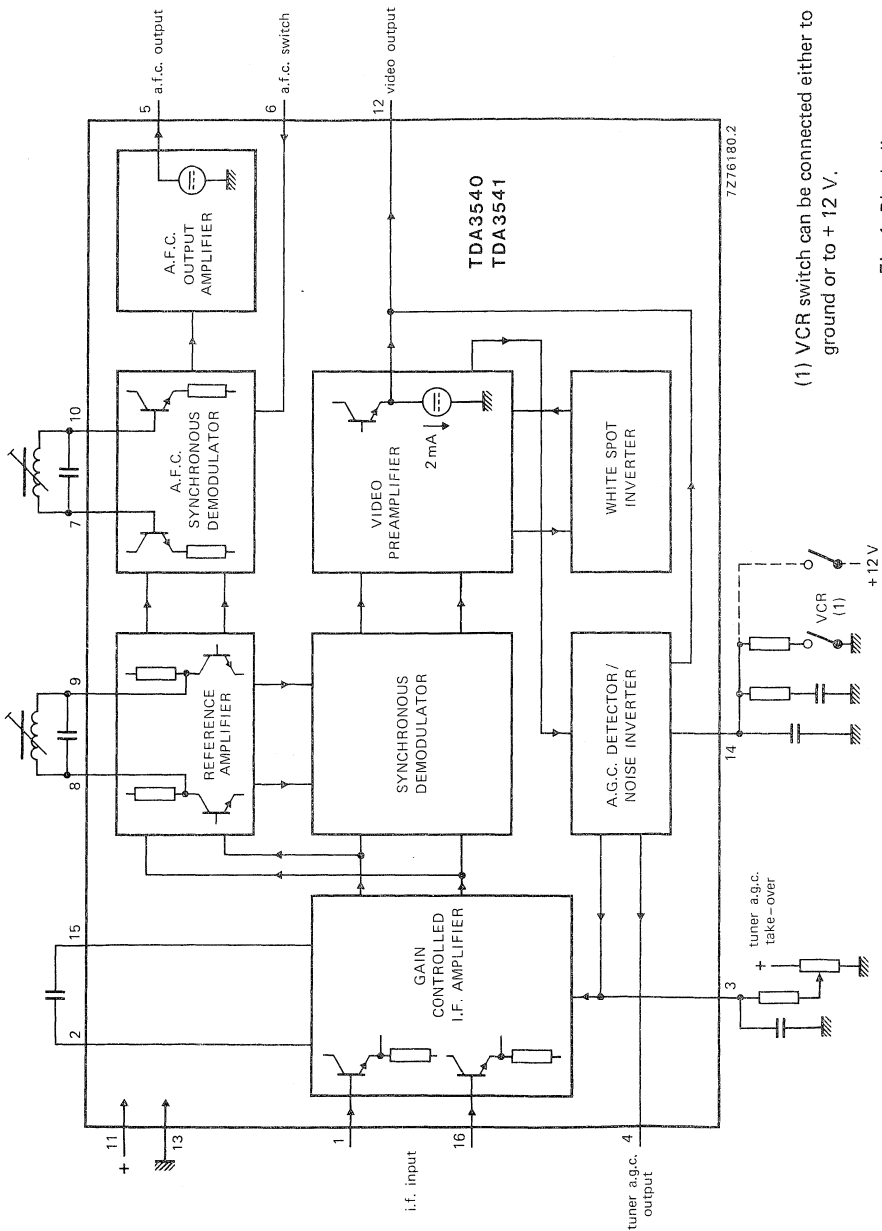 11
+
13
2
15
8
9
7
10
5
a.f.c. output
6
a.f.c. switch
12
video output
1
i.f. input
16
tuner a.g.c.
output
4
GAIN
CONTROLLED
I.F. AMPLIFIER
REFERENCE
AMPLIFIER
A.F.C.
SYNCHRONOUS
DEMODULATOR
A.F.C.
OUTPUT
AMPLIFIER
SYNCHRONOUS
DEMODULATOR
VIDEO
PREAMPLIFIER
2mA
TDA3540
TDA3541
A.G.C. DETECTOR/
NOISE INVERTER
WHITE SPOT
INVERTER
3
+
tuner a.g.c.
take-over
14
VCR
(1)
+12V
7Z76180.2
(1) VCR switch can be connected either to
ground or to + 12 V.